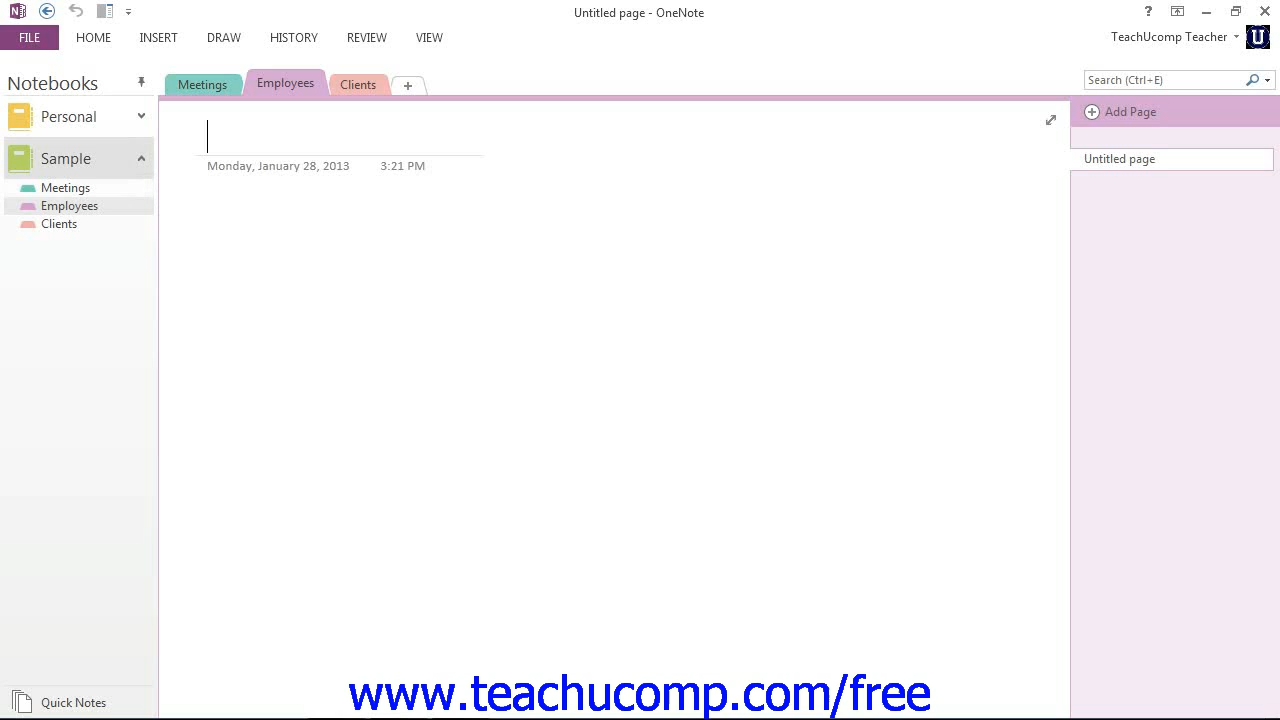 Untitled page - OneNote
?
FILE HOME INSERT DRAW HISTORY REVIEW VIEW
TeachUcomp Teacher
U
Notebooks
Meetings Employees Clients +
Search (Ctrl+E)
Personal
Add Page
Sample
Untitled page
Monday, January 28, 2013 3:21 PM
Meetings
Employees
Clients
Quick Notes
www.teachucomp.com/free